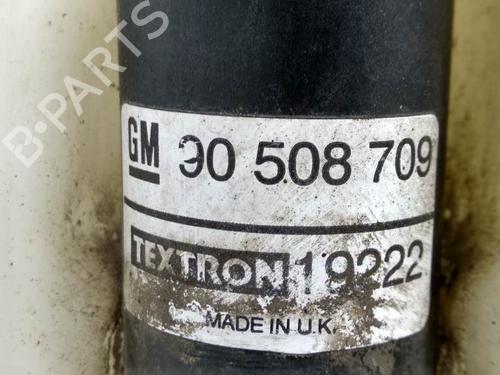 GM 90 508 709
TEXTRON 19222
MADE IN U.K.
B-PARTS